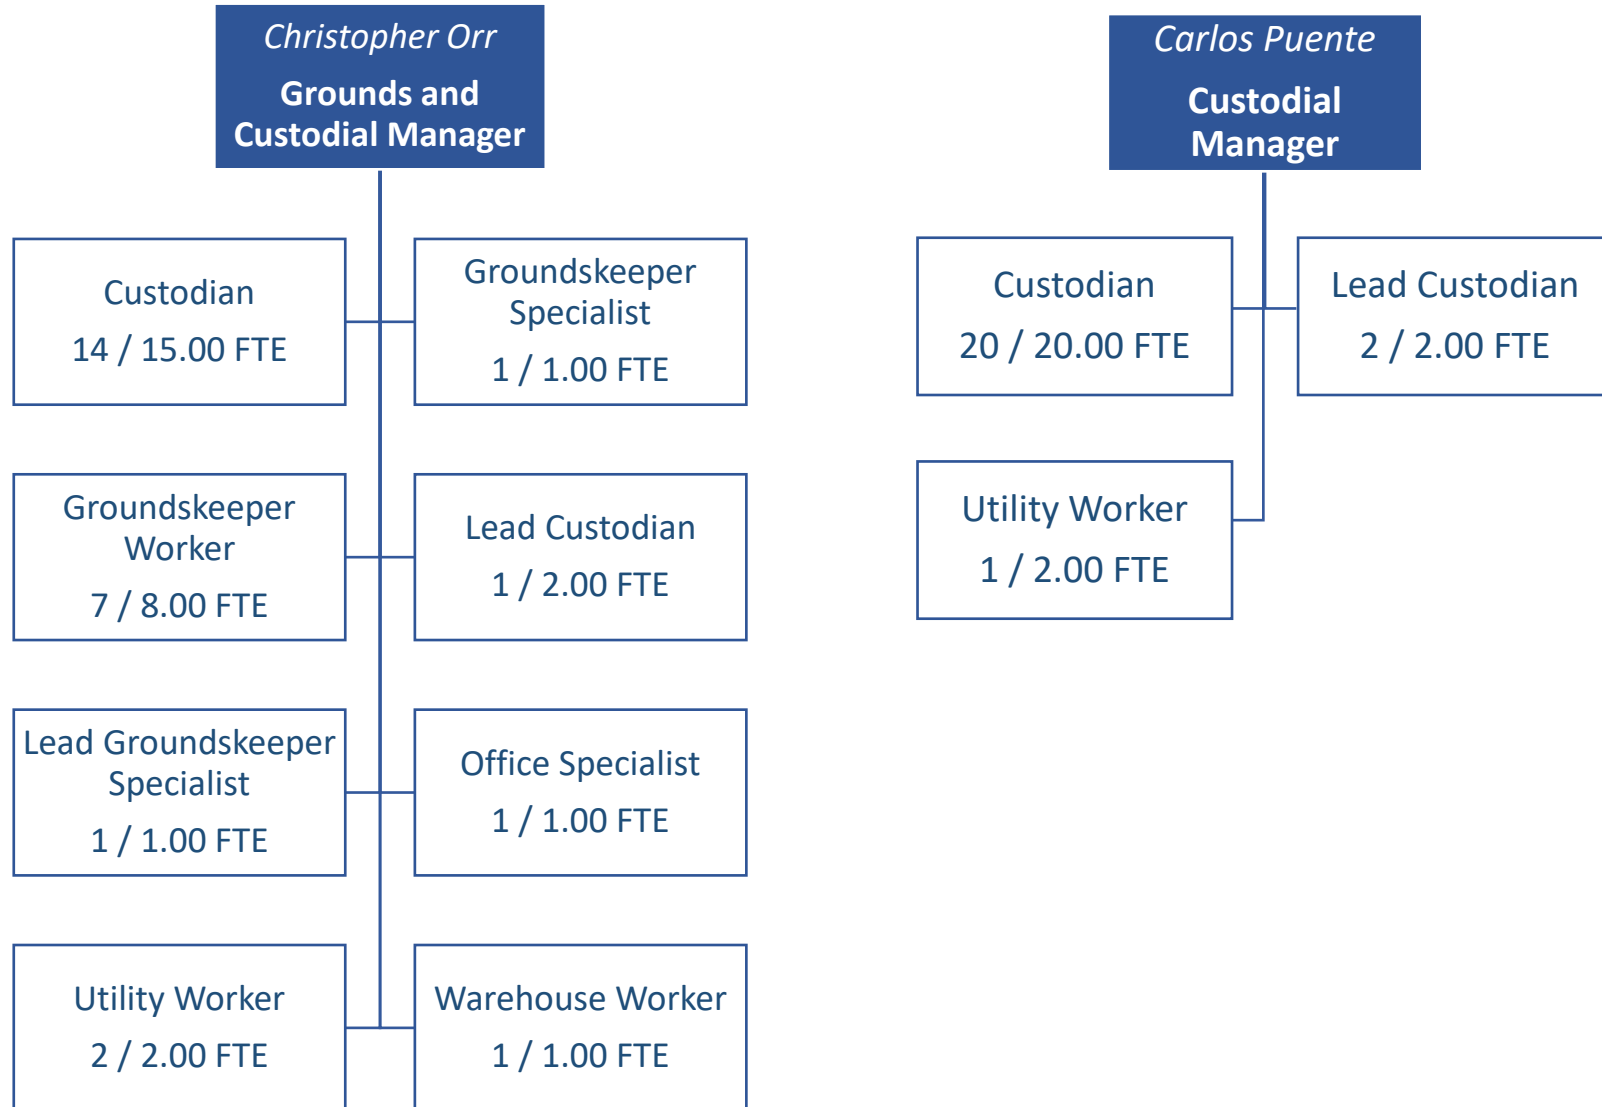 Christopher Orr
Grounds and
Custodial Manager
Custodian
14 / 15.00 FTE
Groundskeeper
Specialist
1 / 1.00 FTE
Groundskeeper
Worker
7 / 8.00 FTE
Lead Custodian
1 / 2.00 FTE
Lead Groundskeeper
Specialist
1 / 1.00 FTE
Office Specialist
1 / 1.00 FTE
Utility Worker
2 / 2.00 FTE
Warehouse Worker
1 / 1.00 FTE
Carlos Puente
Custodial
Manager
Custodian
20 / 20.00 FTE
Lead Custodian
2 / 2.00 FTE
Utility Worker
1 / 2.00 FTE